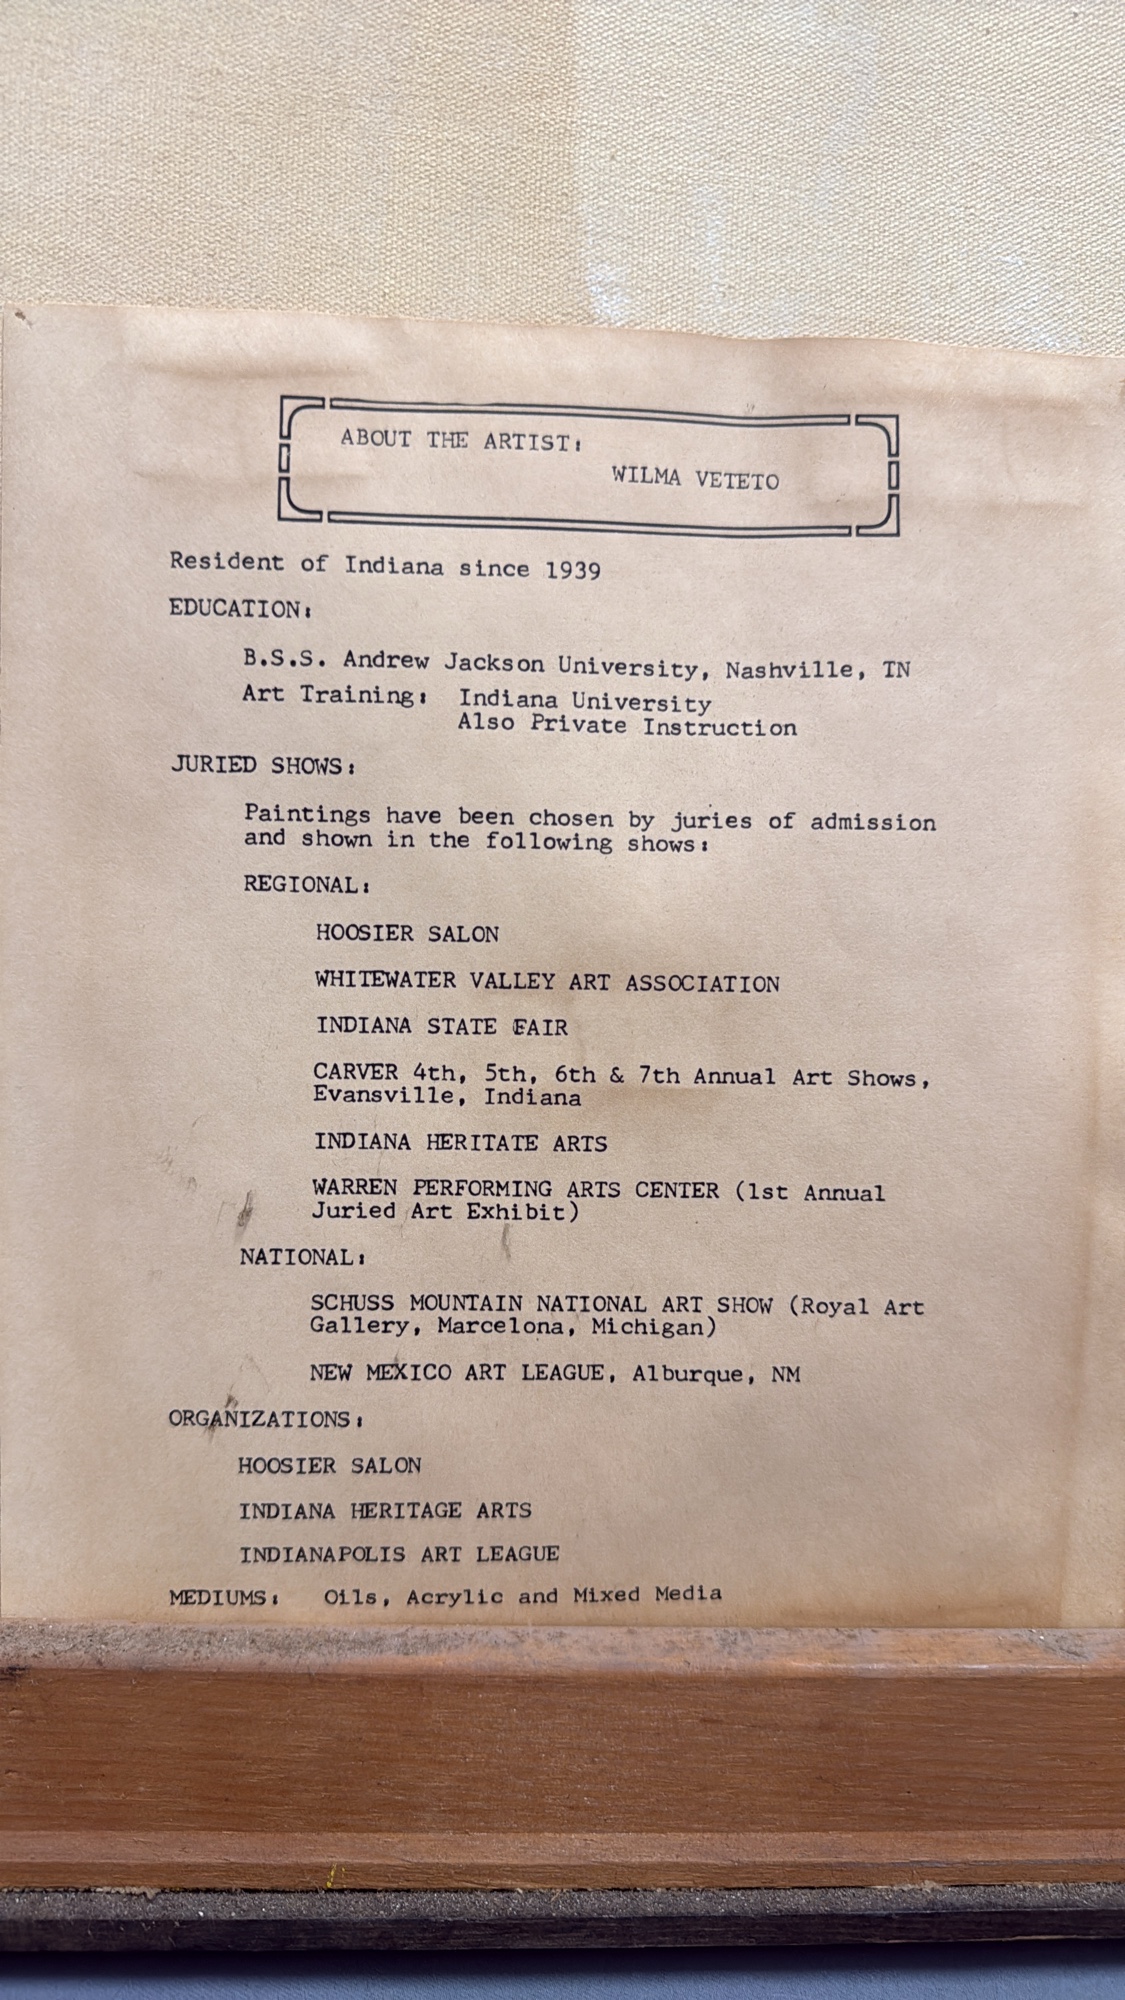 ABOUT THE ARTIST:
WILMA VETETO
Resident of Indiana since 1939
EDUCATION:
B.S.S. Andrew Jackson University, Nashville, TN
Art Training: Indiana University
Also Private Instruction
JURIED SHOWS:
Paintings have been chosen by juries of admission
and shown in the following shows:
REGIONAL:
HOOSIER SALON
WHITEWATER VALLEY ART ASSOCIATION
INDIANA STATE FAIR
CARVER 4th, 5th, 6th & 7th Annual Art Shows,
Evansville, Indiana
INDIANA HERITATE ARTS
WARREN PERFORMING ARTS CENTER (1st Annual
Juried Art Exhibit)
NATIONAL:
SCHUSS MOUNTAIN NATIONAL ART SHOW (Royal Art
Gallery, Marcelona, Michigan)
NEW MEXICO ART LEAGUE, Alburque, NM
ORGANIZATIONS:
HOOSIER SALON
INDIANA HERITAGE ARTS
INDIANAPOLIS ART LEAGUE
MEDIUMS: Oils, Acrylic and Mixed Media